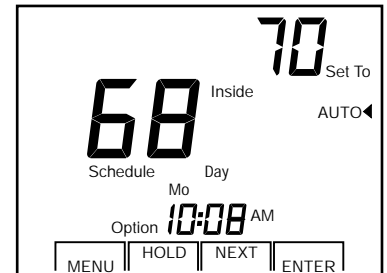 70 Set To
Inside
68
AUTO
Schedule Day
Mo
Option 10:08 AM
MENU HOLD NEXT ENTER